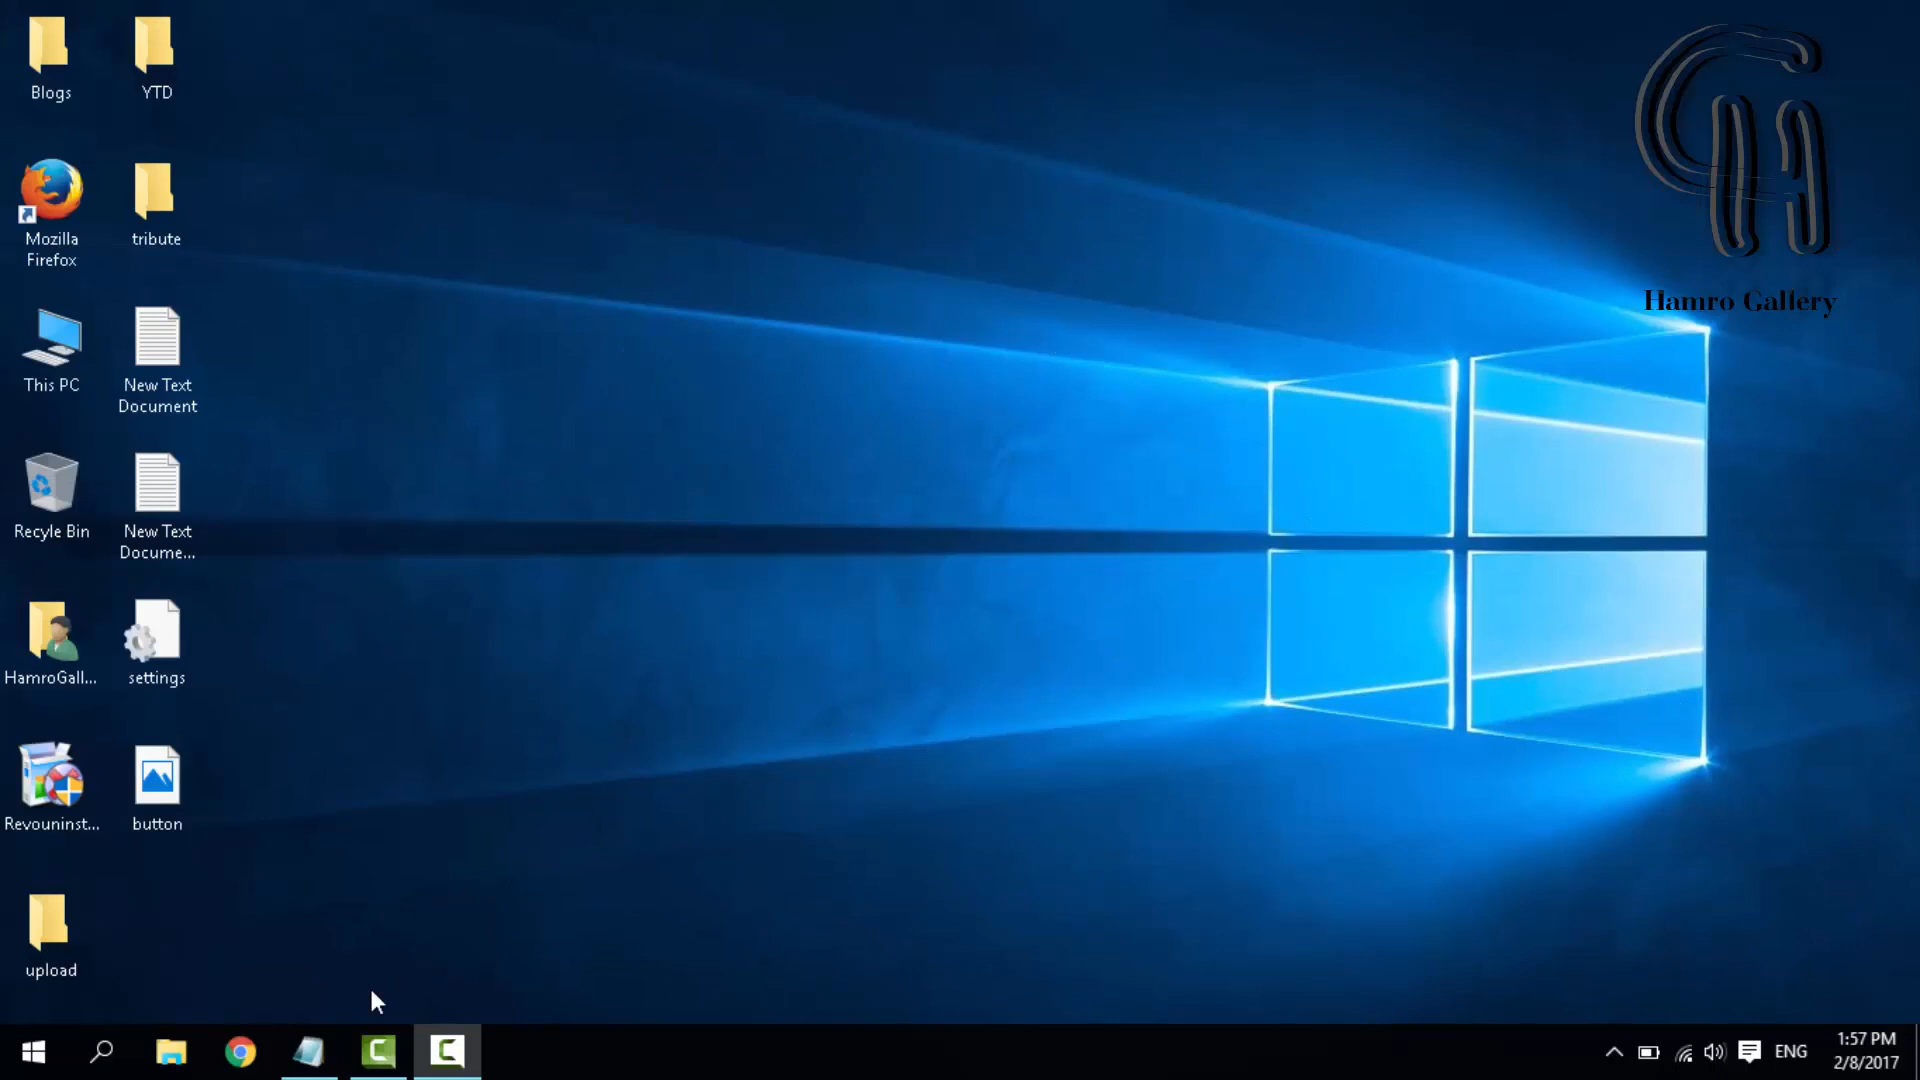 Blogs
YTD
Mozilla
Firefox
tribute
This PC
New Text
Document
Recyle Bin
New Text
Docume...
HamroGall...
settings
Revouninst...
button
upload
Hamro Gallery
ENG
1:57 PM
2/8/2017